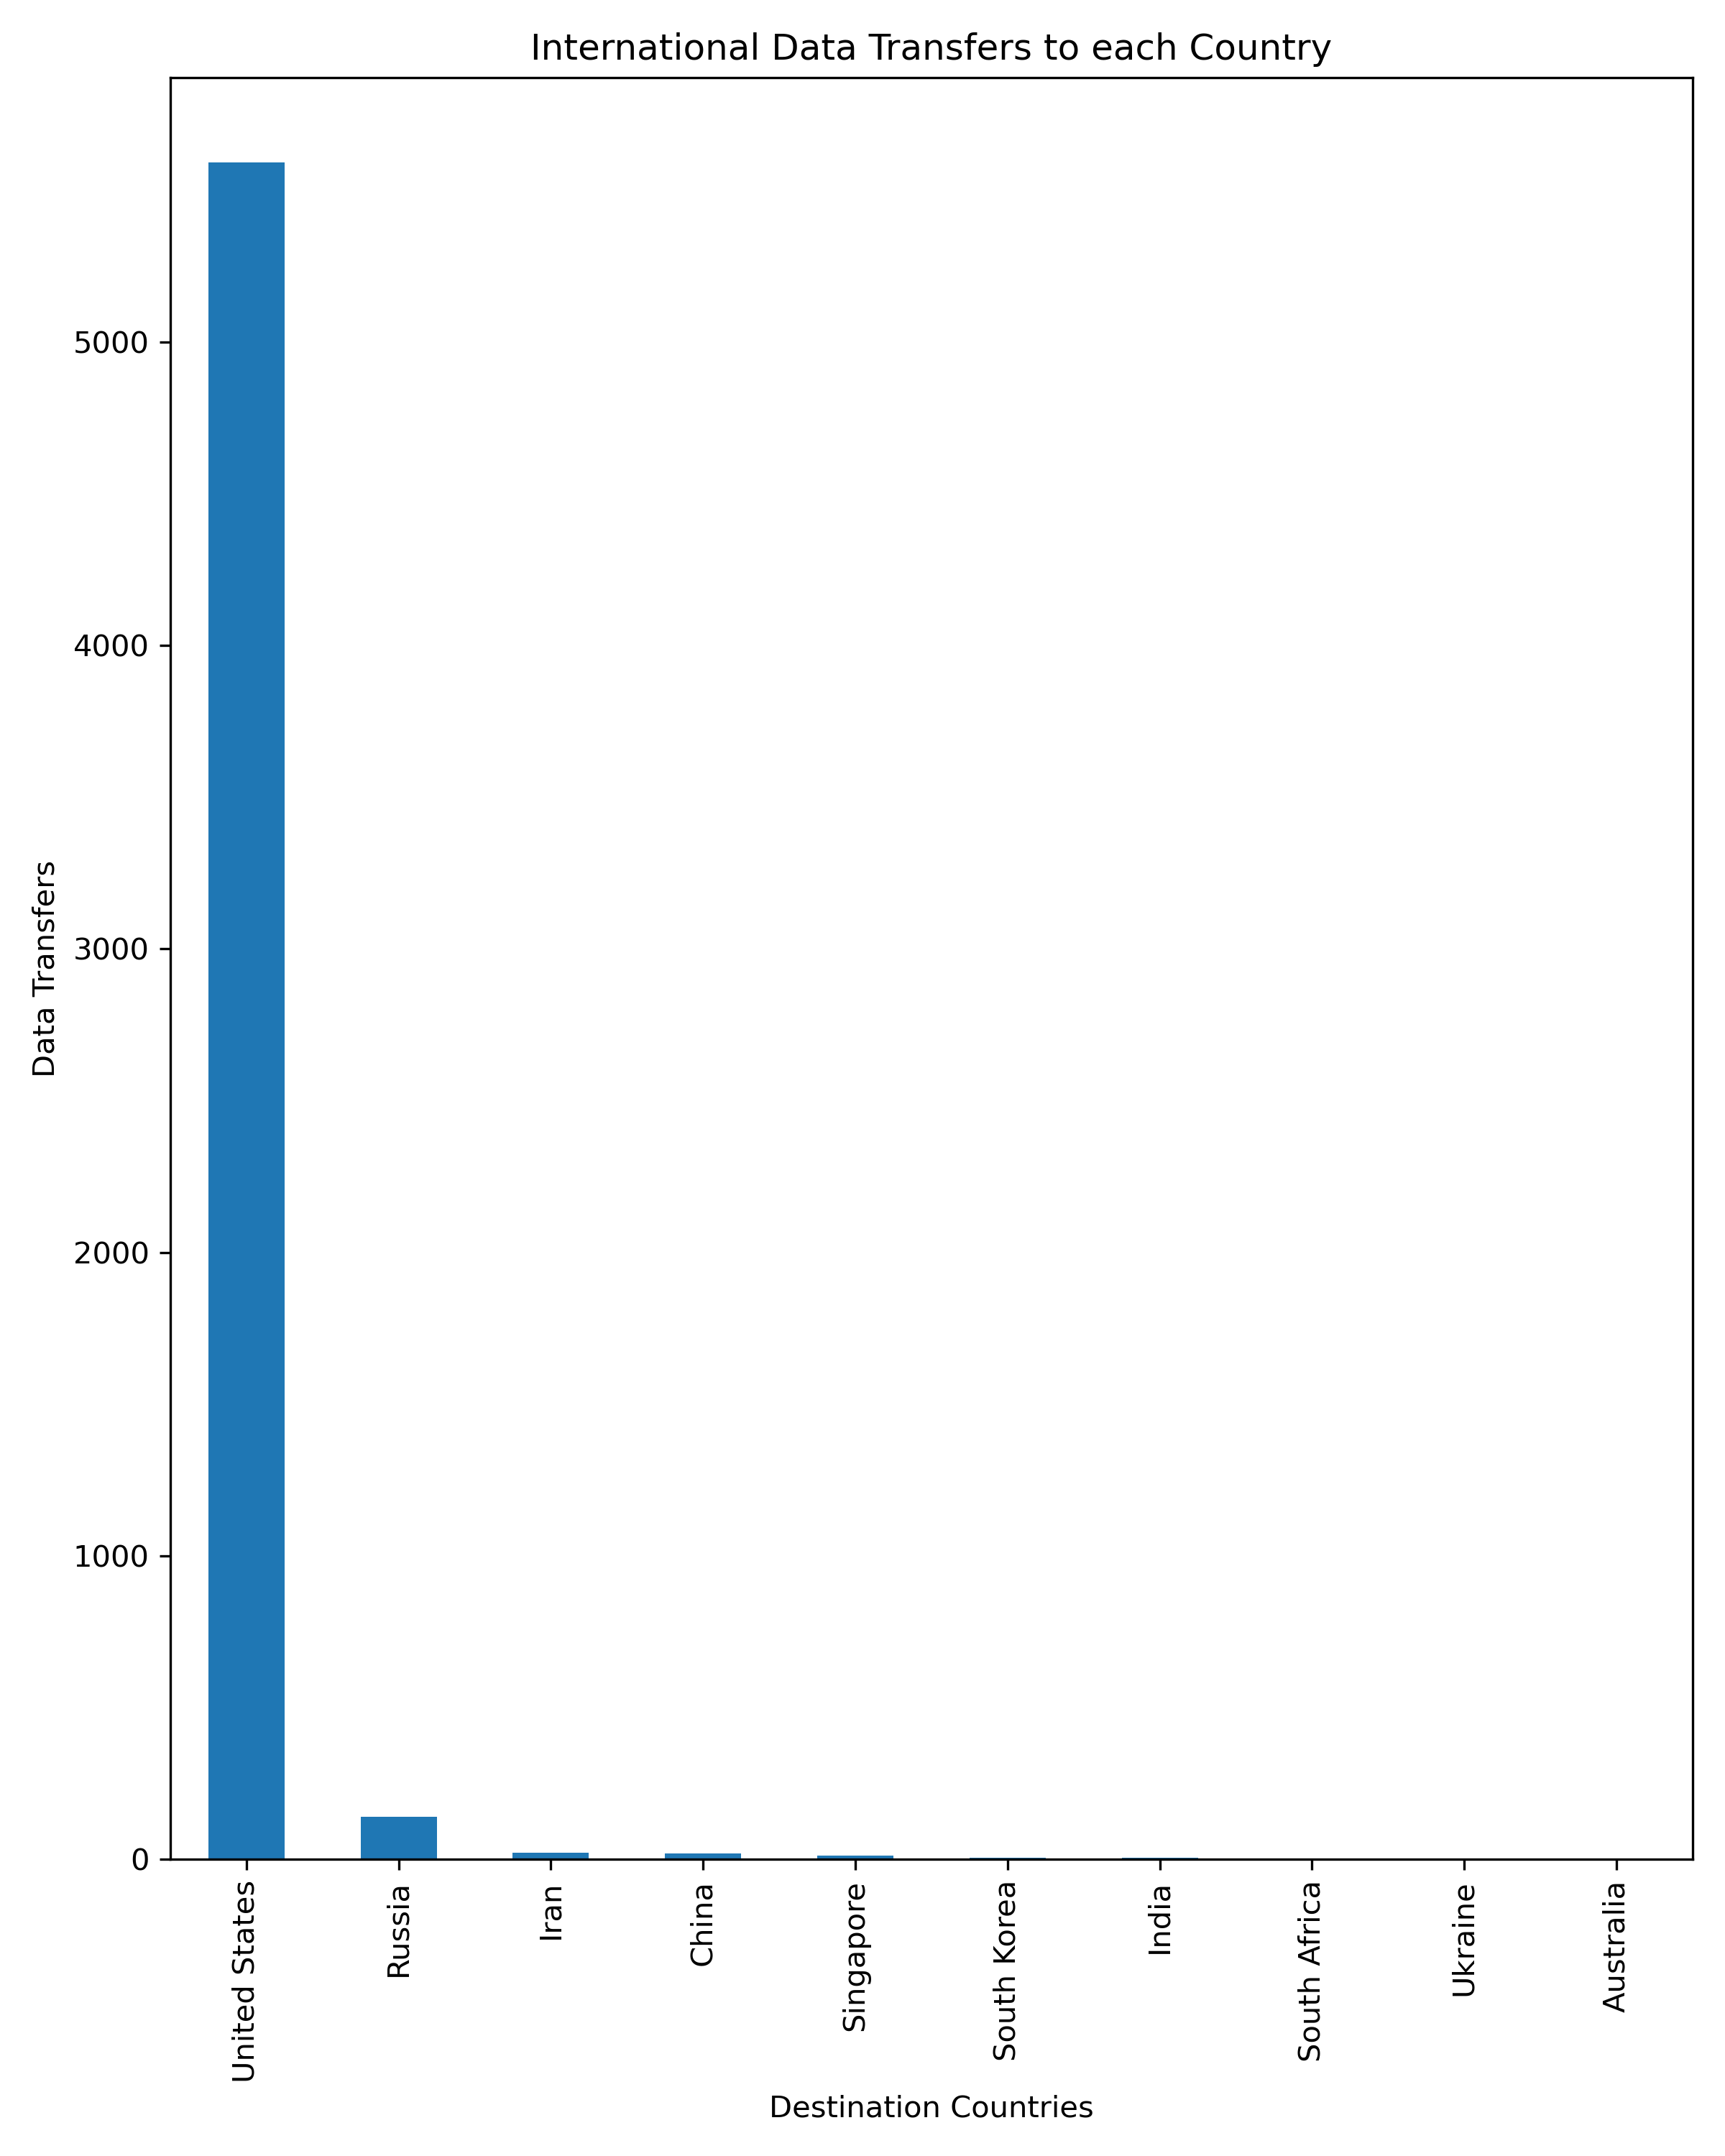 International Data Transfers to each Country
Data Transfers
5000
4000
3000
2000
1000
0
United States
Russia
Iran
China
Singapore
South Korea
India
South Africa
Ukraine
Australia
Destination Countries